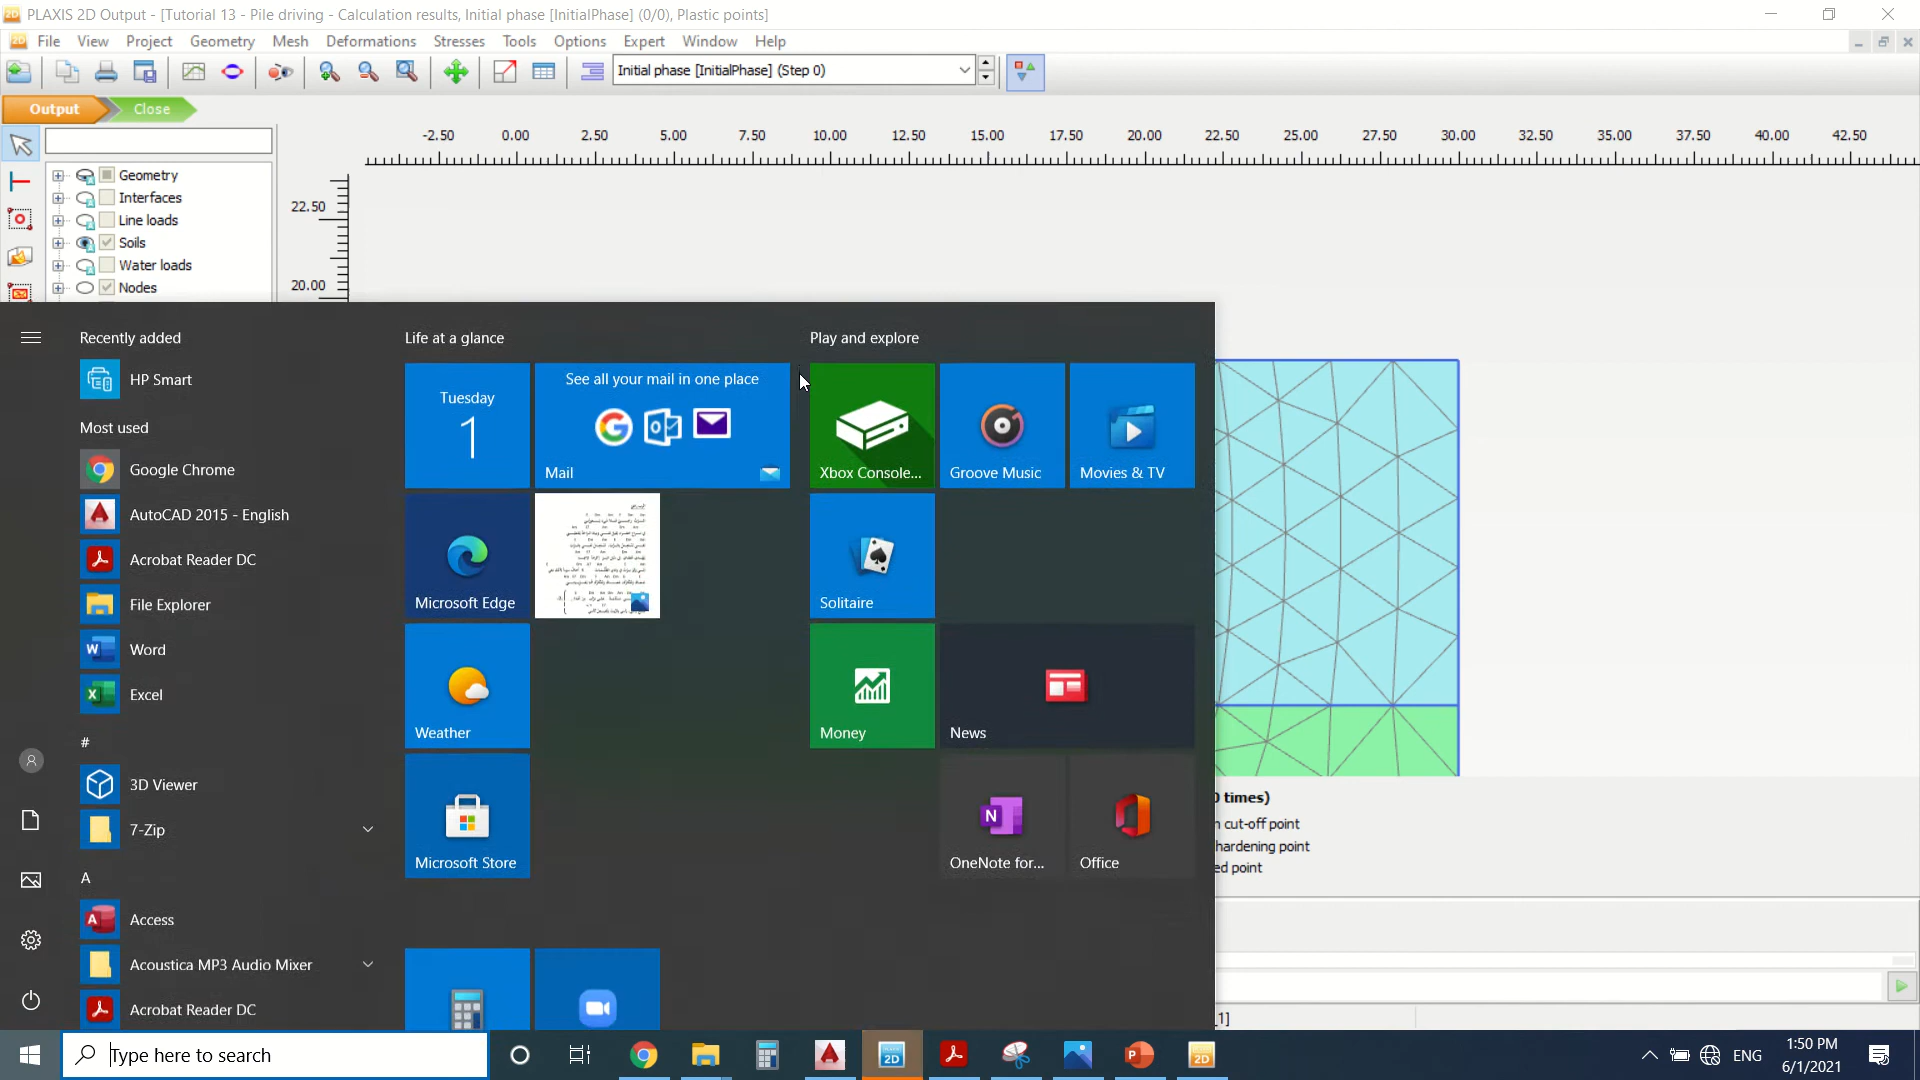 PLAXIS 2D Output - [Tutorial 13 - Pile driving - Calculation results, Initial phase [InitialPhase] (0/0), Plastic points]
File View Project Geometry Mesh Deformations Stresses Tools Options Expert Window Help
Initial phase [InitialPhase] (Step 0)
Output Close
-2.50 0.00 2.50 5.00 7.50 10.00 12.50 15.00 17.50 20.00 22.50 25.00 27.50 30.00 32.50 35.00 37.50 40.00 42.50
Geometry
Interfaces
Line loads
Soils
Water loads
Nodes
22.50
20.00
Recently added
HP Smart
Most used
Google Chrome
AutoCAD 2015 - English
Acrobat Reader DC
File Explorer
Word
Excel
#
3D Viewer
7-Zip
A
Access
Acoustica MP3 Audio Mixer
Acrobat Reader DC
Life at a glance
Tuesday
1
See all your mail in one place
Mail
Microsoft Edge
Weather
Microsoft Store
Play and explore
Xbox Console...
Groove Music
Movies & TV
Solitaire
Money
News
OneNote for...
Office
0 times)
n cut-off point
hardening point
ed point
_1]
Type here to search
ENG
1:50 PM
6/1/2021